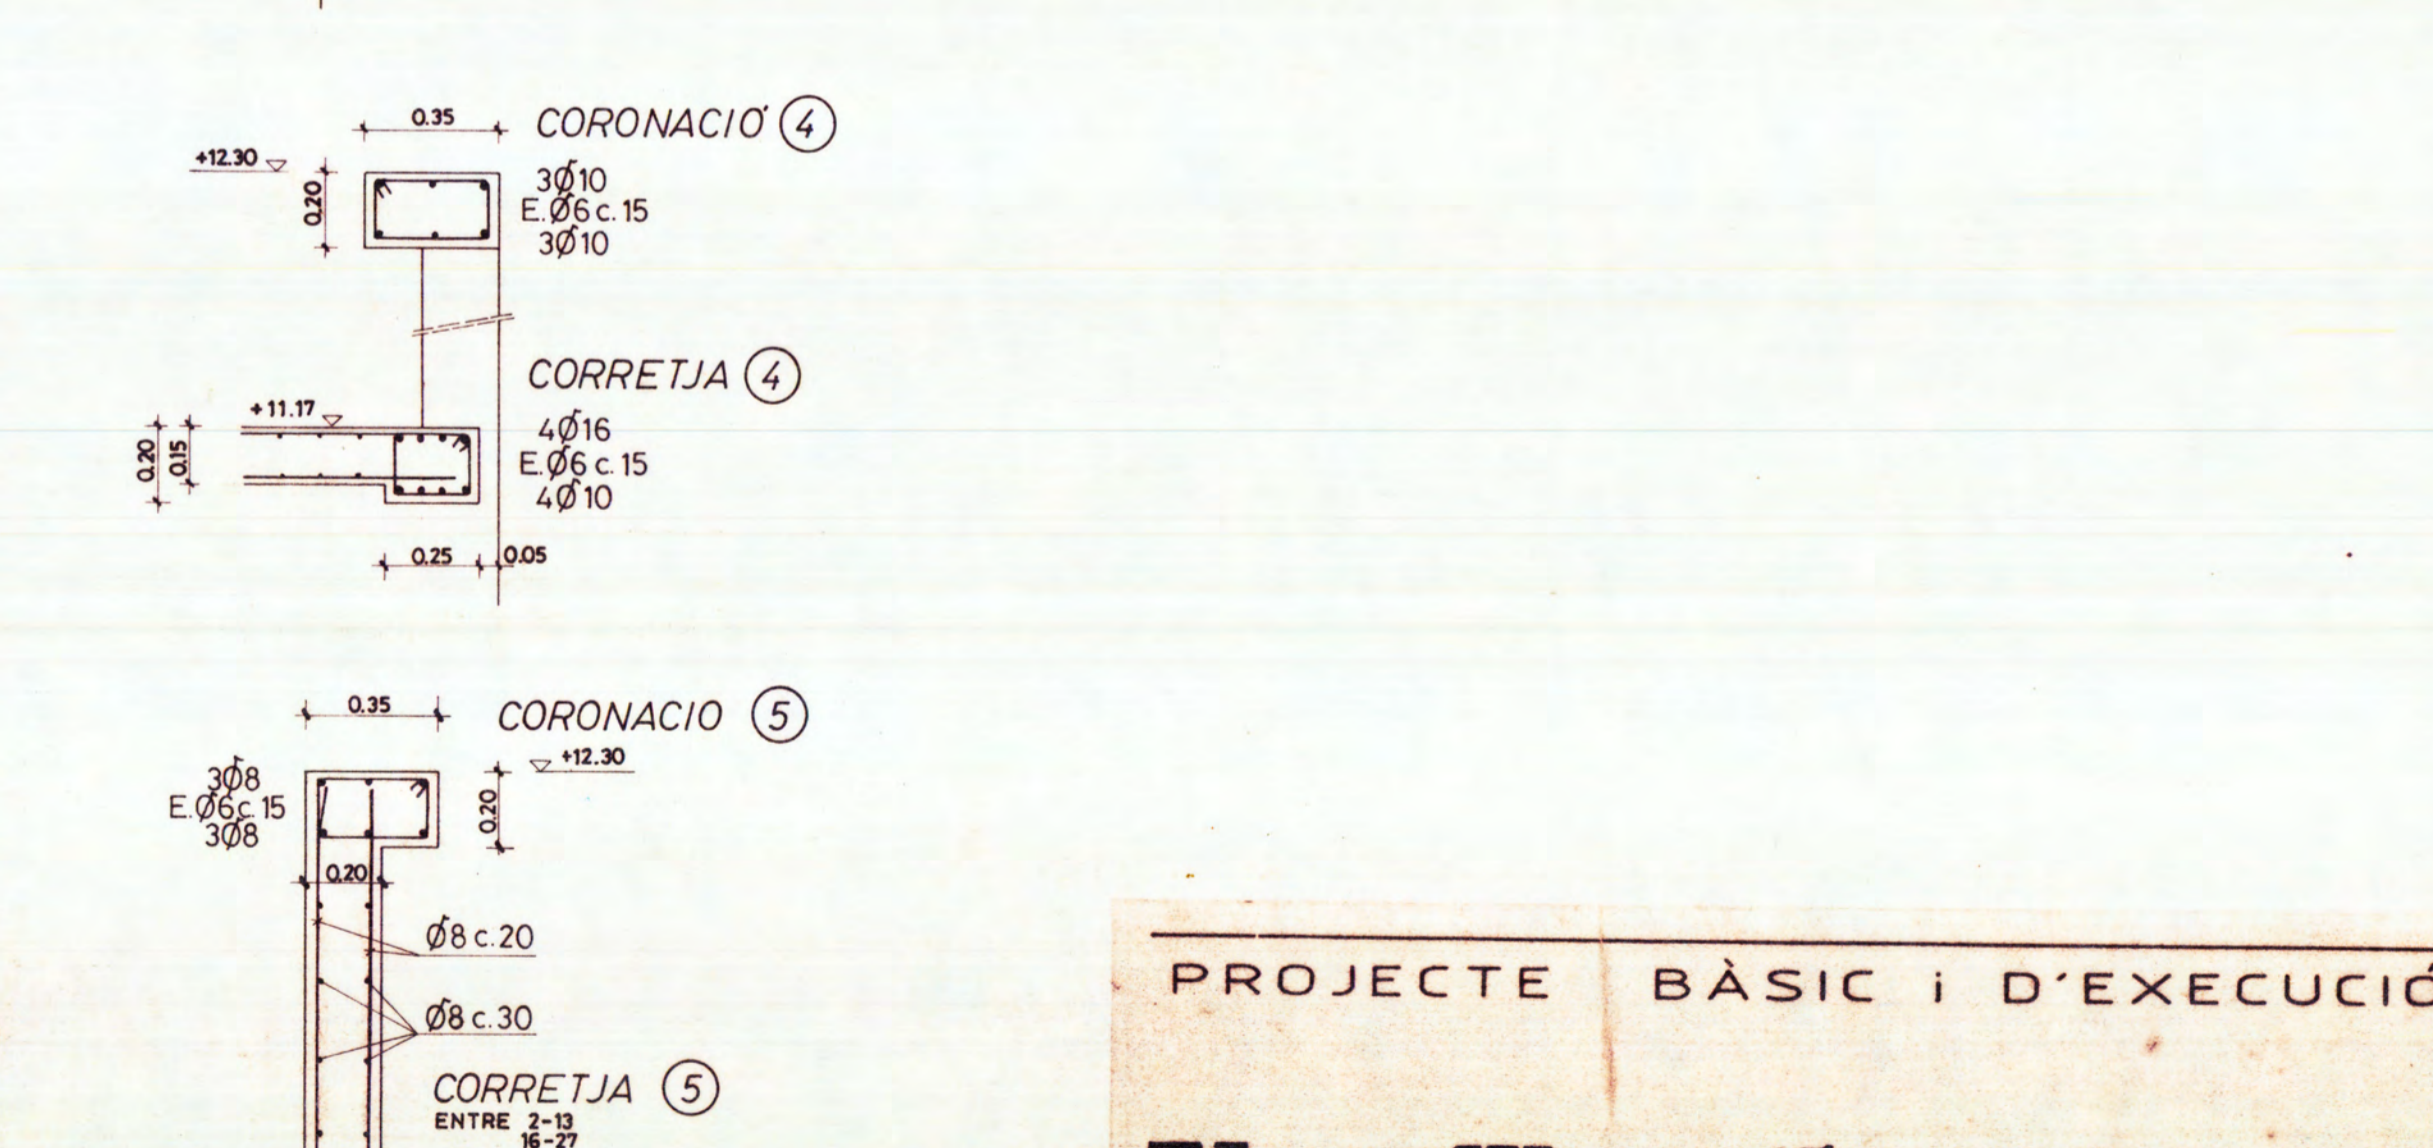 0.35
CORONACIÓ 4
+12.30
0.20
3Ø10
E.Ø6 c.15
3Ø10
CORRETJA 4
+11.17
0.20
0.15
4Ø16
E.Ø6 c.15
4Ø10
0.25
0.05
0.35
CORONACIO 5
+12.30
3Ø8
E.Ø6c.15
3Ø8
0.20
0.20
Ø8 c.20
Ø8 c.30
CORRETJA 5
ENTRE 2-13
16-27
PROJECTE BÀSIC i D'EXECUCIÓ